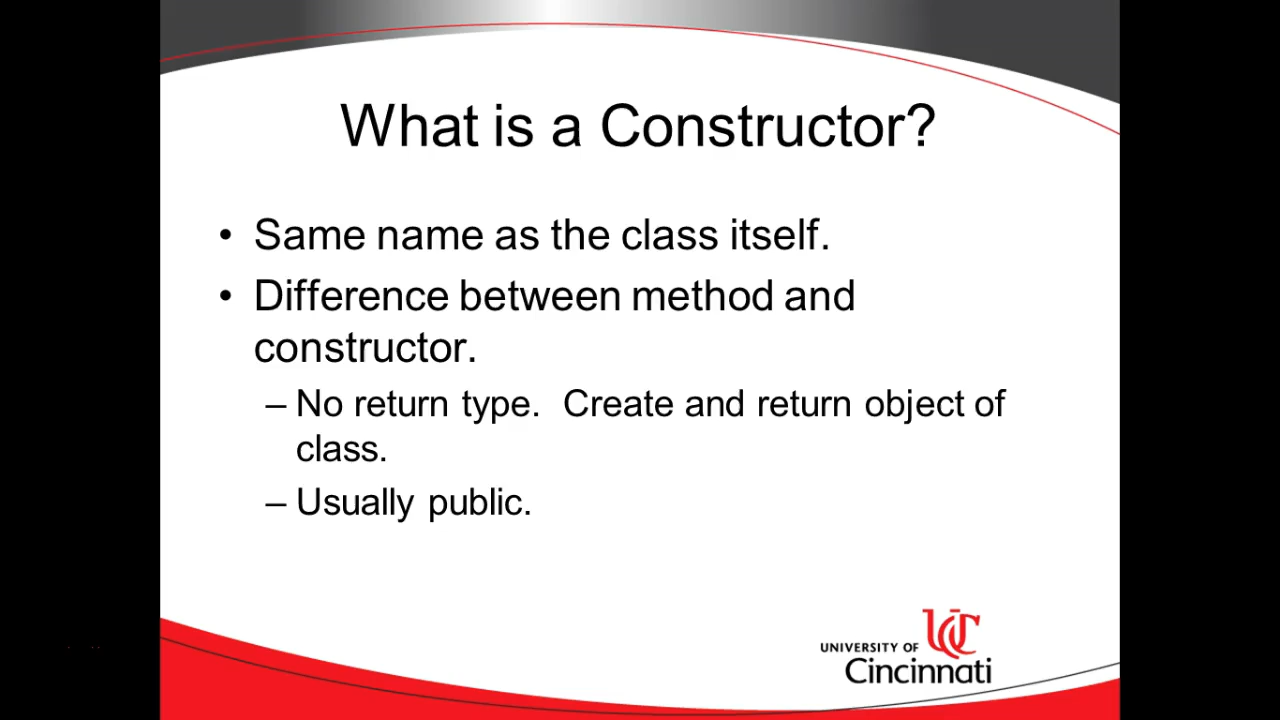 What is a Constructor?
• Same name as the class itself.
• Difference between method and
constructor.
– No return type.  Create and return object of
class.
– Usually public.
UNIVERSITY OF
Cincinnati